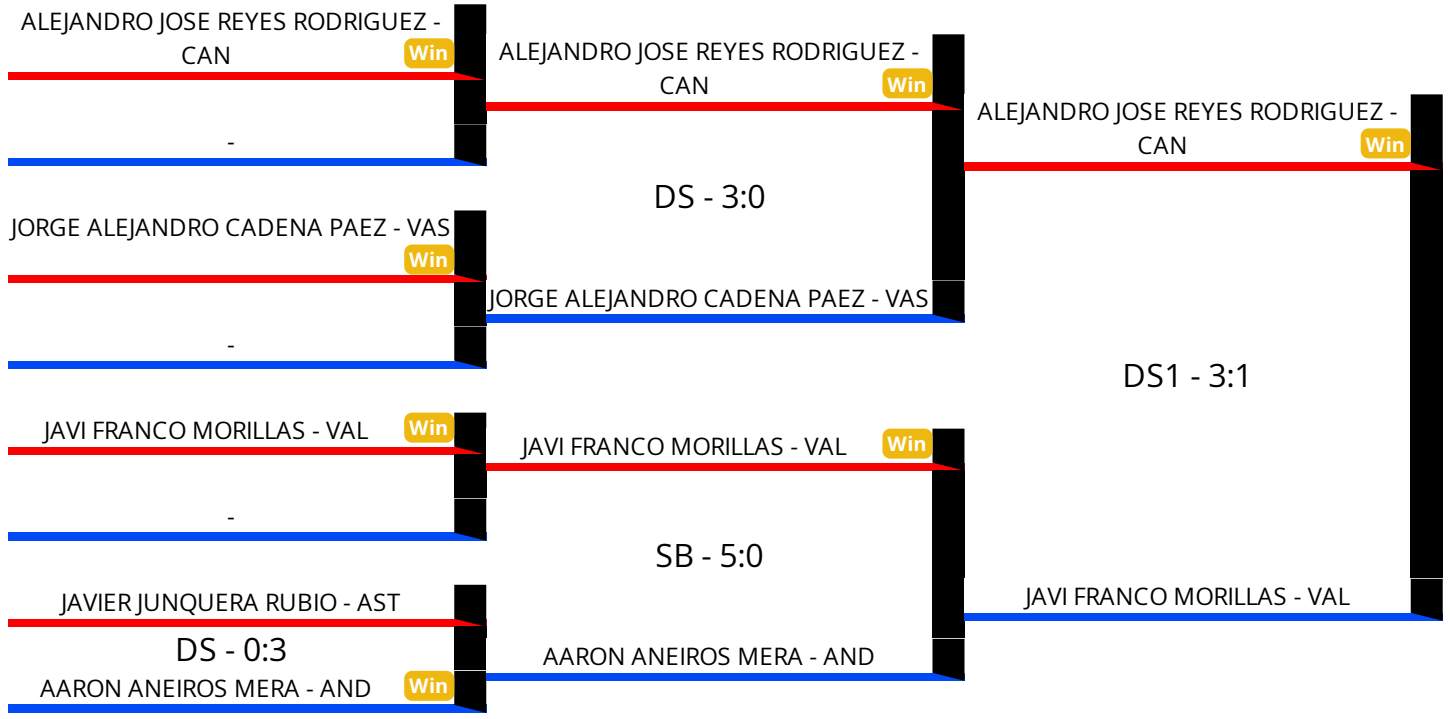 ALEJANDRO JOSE REYES RODRIGUEZ -
CAN
Win
-
JORGE ALEJANDRO CADENA PAEZ - VAS
Win
-
JAVI FRANCO MORILLAS - VAL
Win
-
JAVIER JUNQUERA RUBIO - AST
DS - 0:3
AARON ANEIROS MERA - AND
Win
ALEJANDRO JOSE REYES RODRIGUEZ -
CAN
Win
DS - 3:0
JORGE ALEJANDRO CADENA PAEZ - VAS
JAVI FRANCO MORILLAS - VAL
Win
SB - 5:0
AARON ANEIROS MERA - AND
ALEJANDRO JOSE REYES RODRIGUEZ -
CAN
Win
DS1 - 3:1
JAVI FRANCO MORILLAS - VAL